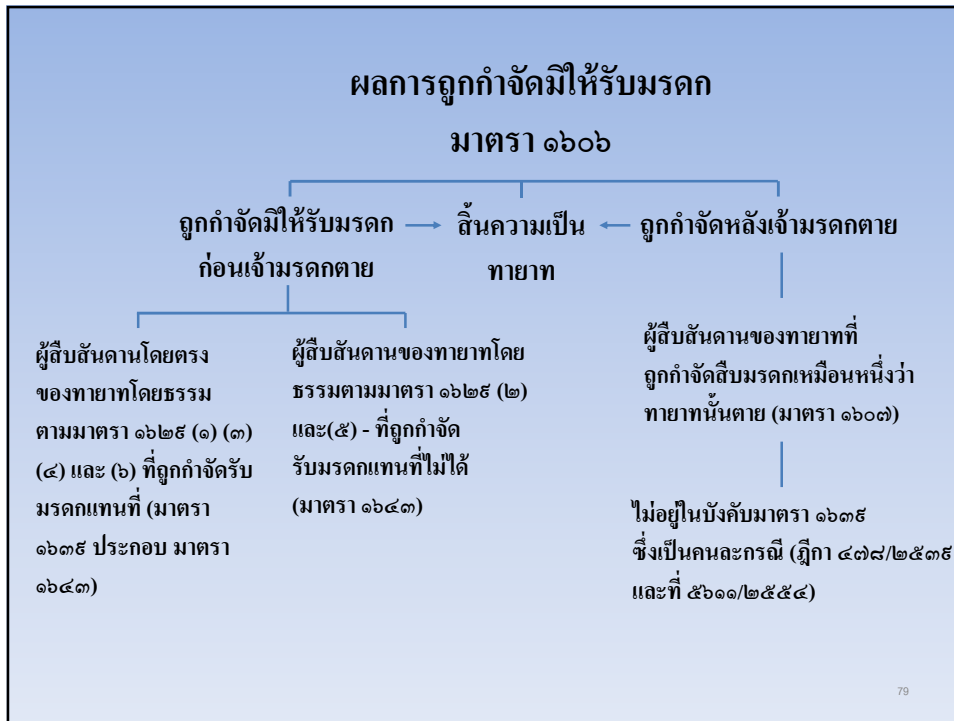 ผลการถูกกำจัดมิให้รับมรดก
มาตรา ๑๖๐๖
ถูกกำจัดมิให้รับมรดก
ก่อนเจ้ามรดกตาย
สิ้นความเป็น
ทายาท
ถูกกำจัดหลังเจ้ามรดกตาย
ผู้สืบสันดานโดยตรง
ของทายาทโดยธรรม
ตามมาตรา ๑๖๒๙ (๑) (๓)
(๔) และ (๖) ที่ถูกกำจัดรับ
มรดกแทนที่ (มาตรา
๑๖๓๙ ประกอบ มาตรา
๑๖๔๓)
ผู้สืบสันดานของทายาทโดย
ธรรมตามมาตรา ๑๖๒๙ (๒)
และ(๕) - ที่ถูกกำจัด
รับมรดกแทนที่ไม่ได้
(มาตรา ๑๖๔๓)
ผู้สืบสันดานของทายาทที่
ถูกกำจัดสืบมรดกเหมือนหนึ่งว่า
ทายาทนั้นตาย (มาตรา ๑๖๐๗)
ไม่อยู่ในบังคับมาตรา ๑๖๓๙
ซึ่งเป็นคนละกรณี (ฎีกา ๔๗๘/๒๕๓๙
และที่ ๕๖๑๑/๒๕๕๔)
79